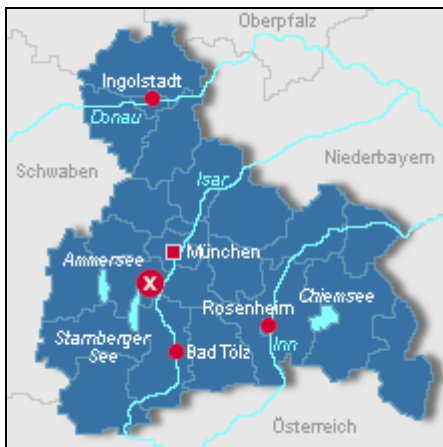 Oberpfalz
Ingolstadt
Donau
Niederbayern
Schwaben
Isar
München
Ammersee
X
Chiemsee
Rosenheim
Starnberger
See
Inn
Bad Tölz
Österreich